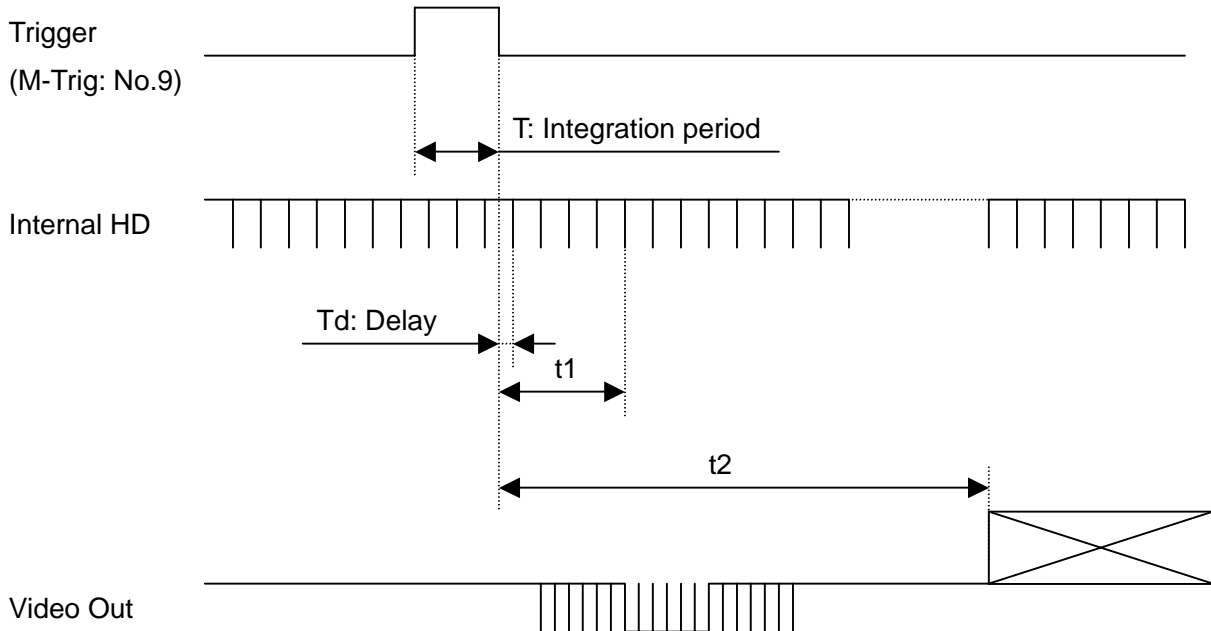 Trigger
(M-Trig: No.9)
T: Integration period
Internal HD
Td: Delay
t1
t2
Video Out